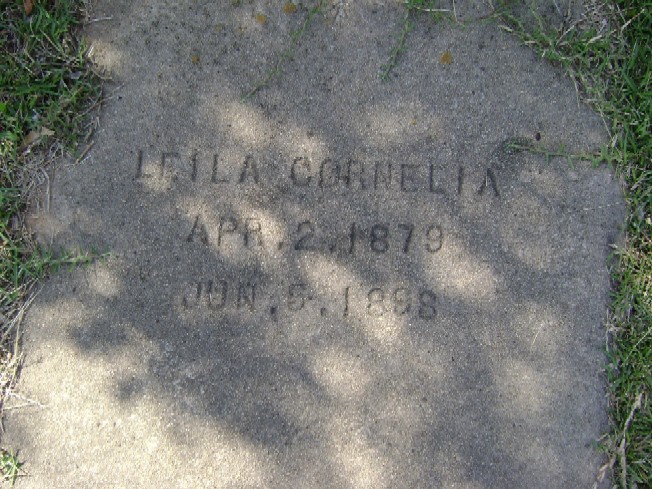 LEILA CORNELIA
APR. 2. 1879
JUN. 5. 1898